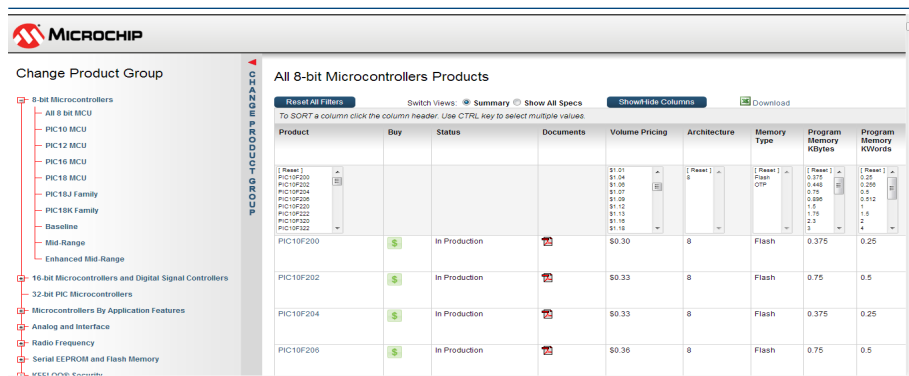 MICROCHIP
Change Product Group
8-bit Microcontrollers
All 8 bit MCU
PIC10 MCU
PIC12 MCU
PIC16 MCU
PIC18 MCU
PIC18J Family
PIC18K Family
Baseline
Mid-Range
Enhanced Mid-Range
16-bit Microcontrollers and Digital Signal Controllers
32-bit PIC Microcontrollers
Microcontrollers By Application Features
Analog and Interface
Radio Frequency
Serial EEPROM and Flash Memory
KEELOQ® Security
CHANGE PRODUCT GROUP
All 8-bit Microcontrollers Products
Reset All Filters Switch Views: Summary Show All Specs Show/Hide Columns Download
To SORT a column click the column header. Use CTRL key to select multiple values.
Product Buy Status Documents Volume Pricing Architecture Memory Type Program Memory KBytes Program Memory KWords
[ Reset ] $1.01 [ Reset ] [ Reset ] [ Reset ] [ Reset ]
PIC10F200 $1.04 8 Flash 0.375 0.25
PIC10F202 $1.06 OTP 0.448 0.256
PIC10F204 $1.07 0.75 0.5
PIC10F206 $1.09 0.896 0.512
PIC10F220 $1.12 1.5 1
PIC10F222 $1.13 1.75 1.5
PIC10F320 $1.16 2.3 2
PIC10F322 $1.18 3 4
PIC10F200 $ In Production $0.30 8 Flash 0.375 0.25
PIC10F202 $ In Production $0.33 8 Flash 0.75 0.5
PIC10F204 $ In Production $0.33 8 Flash 0.375 0.25
PIC10F206 $ In Production $0.36 8 Flash 0.75 0.5